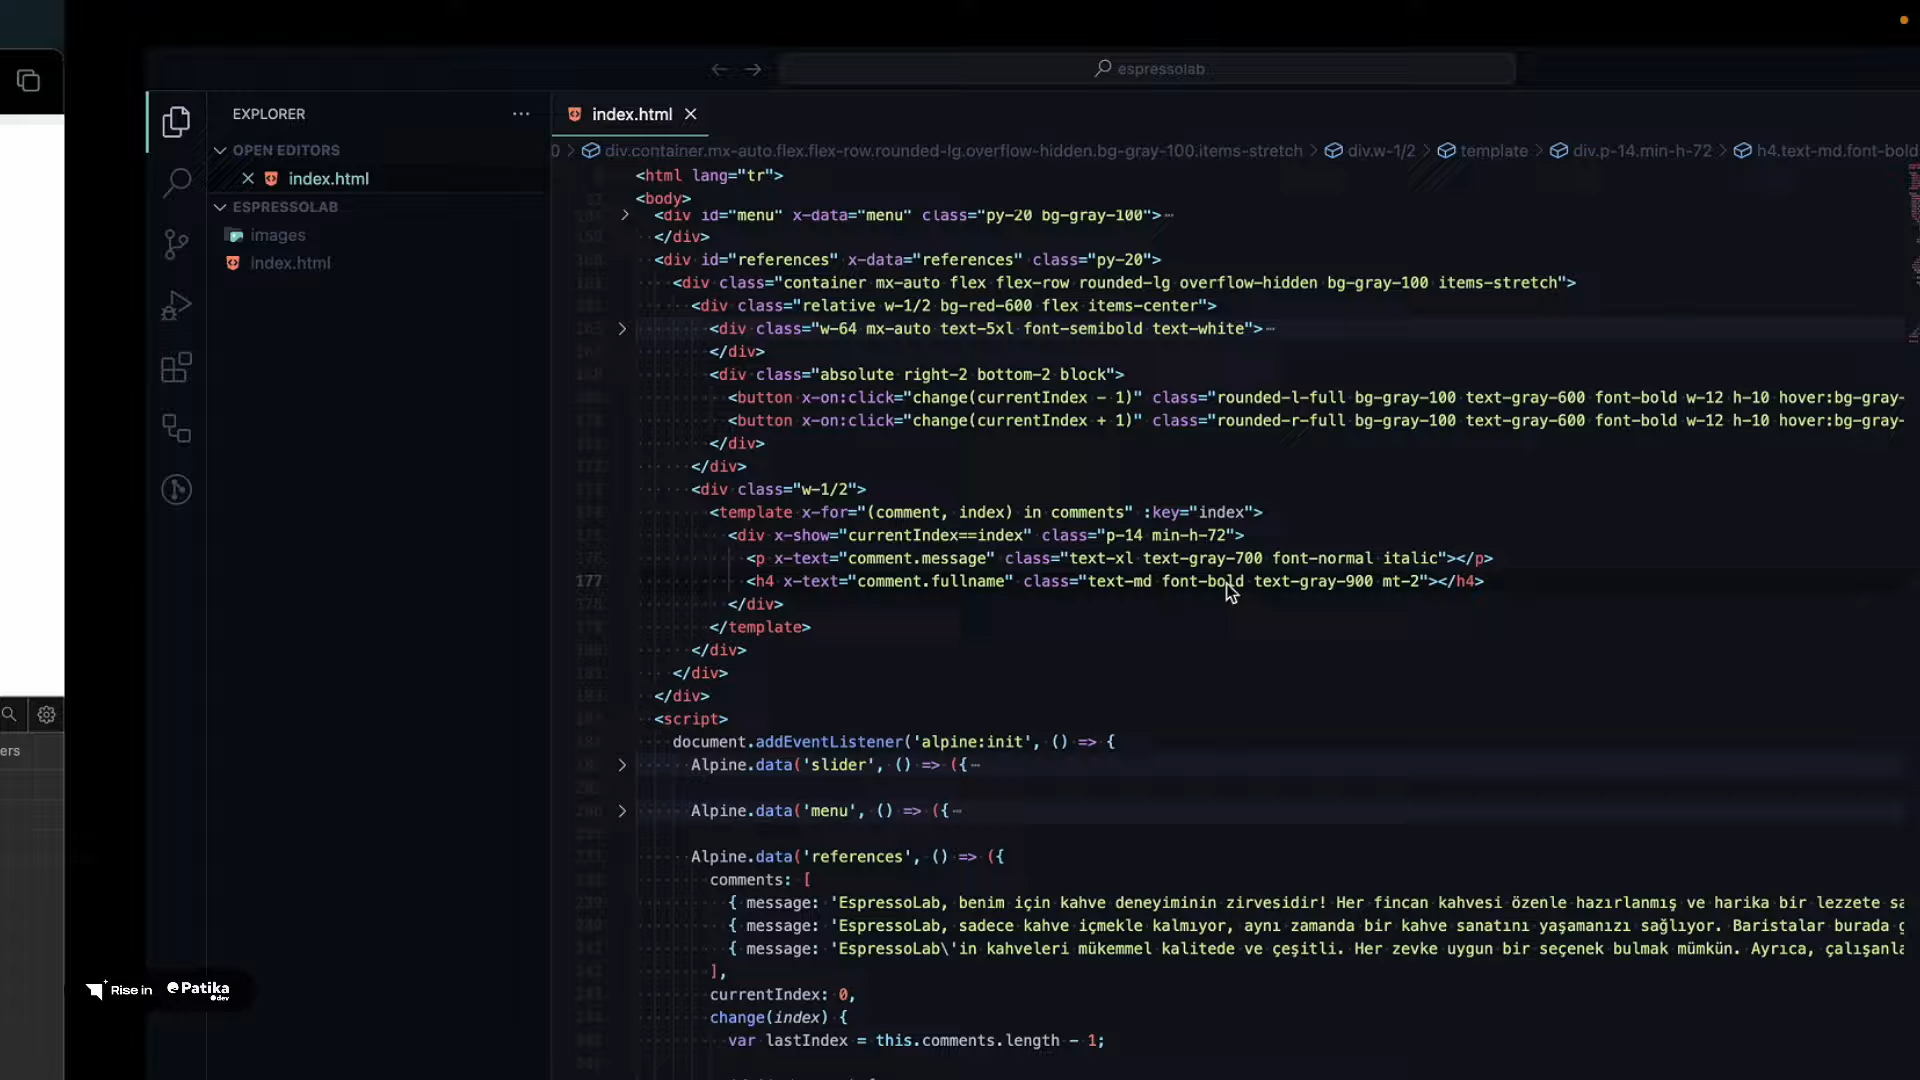 espressolab
EXPLORER
index.html
div.container.mx-auto.flex.flex-row.rounded-lg.overflow-hidden.bg-gray-100.items-stretch > div.w-1/2 > template > div.p-14.min-h-72 > h4.text-md.font-bold
OPEN EDITORS
index.html
ESPRESSOLAB
images
index.html
<html lang="tr">
<body>
<div id="menu" x-data="menu" class="py-20 bg-gray-100">
</div>
<div id="references" x-data="references" class="py-20">
<div class="container mx-auto flex flex-row rounded-lg overflow-hidden bg-gray-100 items-stretch">
<div class="relative w-1/2 bg-red-600 flex items-center">
<div class="w-64 mx-auto text-5xl font-semibold text-white">
</div>
<div class="absolute right-2 bottom-2 block">
<button x-on:click="change(currentIndex - 1)" class="rounded-l-full bg-gray-100 text-gray-600 font-bold w-12 h-10 hover:bg-gray-
<button x-on:click="change(currentIndex + 1)" class="rounded-r-full bg-gray-100 text-gray-600 font-bold w-12 h-10 hover:bg-gray-
</div>
</div>
<div class="w-1/2">
<template x-for="(comment, index) in comments" :key="index">
<div x-show="currentIndex==index" class="p-14 min-h-72">
<p x-text="comment.message" class="text-xl text-gray-700 font-normal italic"></p>
177 <h4 x-text="comment.fullname" class="text-md font-bold text-gray-900 mt-2"></h4>
</div>
</template>
</div>
</div>
</div>
<script>
document.addEventListener('alpine:init', () => {
Alpine.data('slider', () => ({
Alpine.data('menu', () => ({
Alpine.data('references', () => ({
comments: [
{ message: 'EspressoLab, benim için kahve deneyiminin zirvesidir! Her fincan kahvesi özenle hazırlanmış ve harika bir lezzete sa
{ message: 'EspressoLab, sadece kahve içmekle kalmıyor, aynı zamanda bir kahve sanatını yaşamanızı sağlıyor. Baristalar burada g
{ message: 'EspressoLab\'in kahveleri mükemmel kalitede ve çeşitli. Her zevke uygun bir seçenek bulmak mümkün. Ayrıca, çalışanla
],
currentIndex: 0,
change(index) {
var lastIndex = this.comments.length - 1;
ers
Rise in Patika.dev